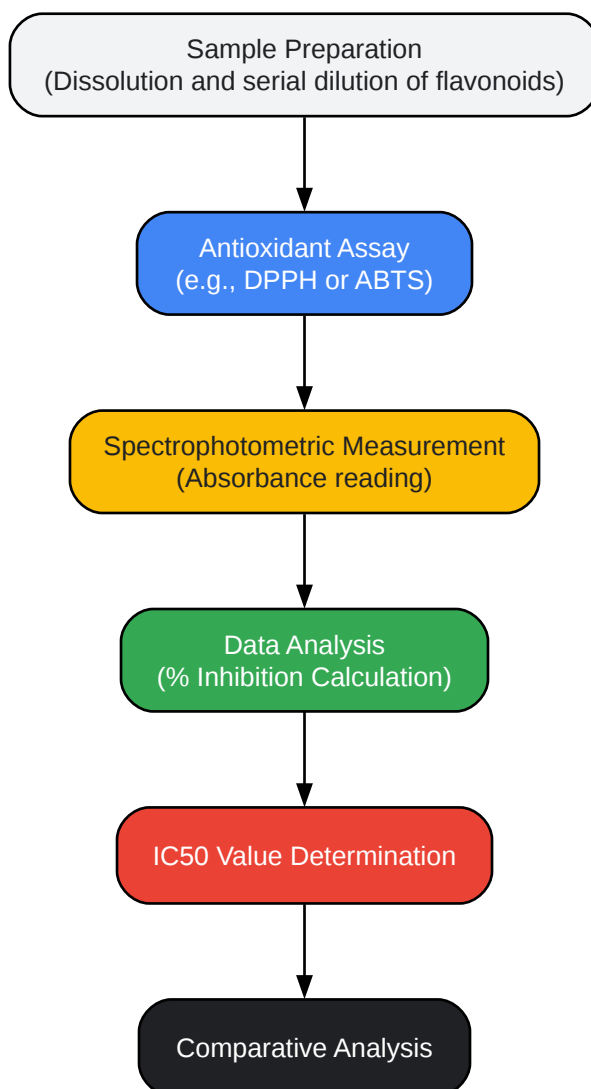 Sample Preparation
(Dissolution and serial dilution of flavonoids)
Antioxidant Assay
(e.g., DPPH or ABTS)
Spectrophotometric Measurement
(Absorbance reading)
Data Analysis
(% Inhibition Calculation)
IC50 Value Determination
Comparative Analysis